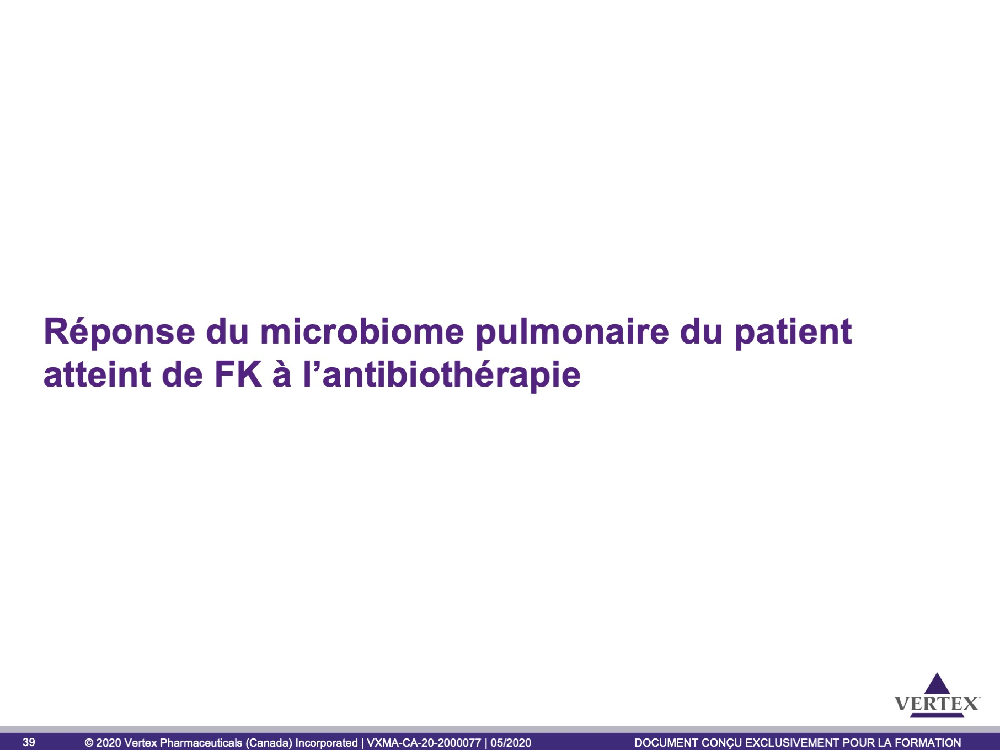 Réponse du microbiome pulmonaire du patient
atteint de FK à l’antibiothérapie
VERTEX
39 © 2020 Vertex Pharmaceuticals (Canada) Incorporated | VXMA-CA-20-2000077 | 05/2020 DOCUMENT CONÇU EXCLUSIVEMENT POUR LA FORMATION